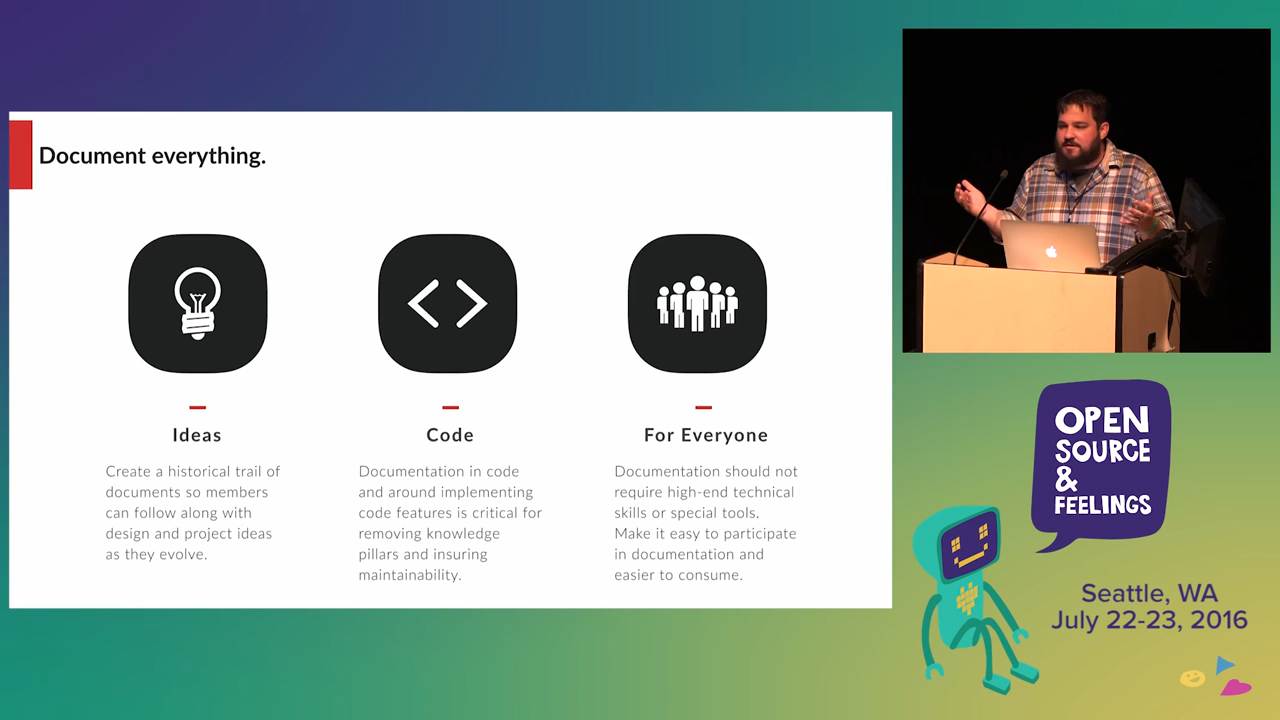 Document everything.
Ideas
Create a historical trail of
documents so members
can follow along with
design and project ideas
as they evolve.
Code
Documentation in code
and around implementing
core features is critical for
removing knowledge
pillars and insuring
maintainability.
For Everyone
Documentation should not
require high-end technical
skills or special tools.
Make it easy to participate
in documentation and
easier to consume.
OPEN
SOURCE
&
FEELINGS
Seattle, WA
July 22-23, 2016